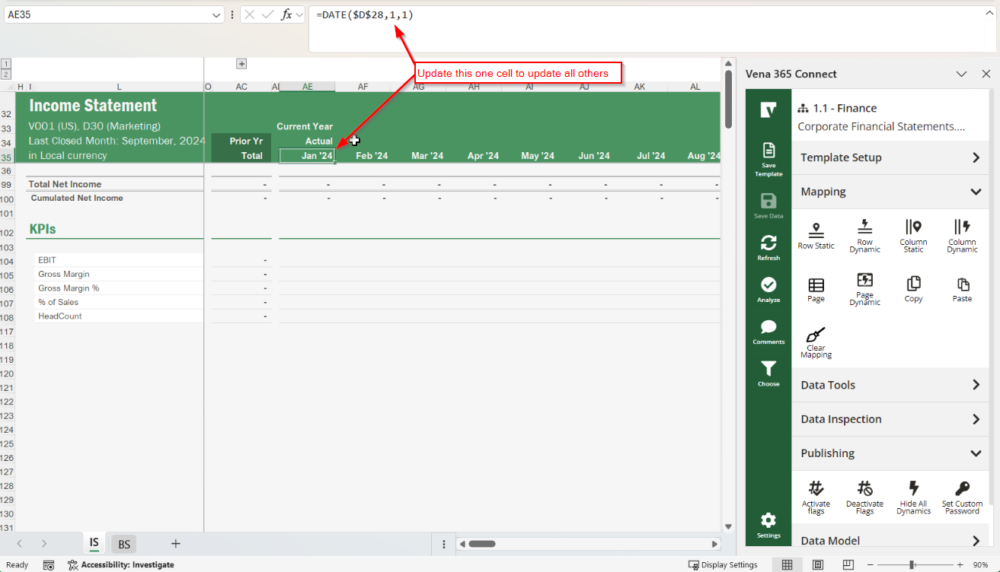 AE35
fx
=DATE($D$28,1,1)
Update this one cell to update all others
1
2
+
H I L O AC AI AE AF AG AH AI AJ AK AL
32 Income Statement
33 V001 (US), D30 (Marketing) Current Year
34 Last Closed Month: September, 2024 Prior Yr Actual
35 in Local currency Total Jan '24 Feb '24 Mar '24 Apr '24 May '24 Jun '24 Jul '24 Aug '24
36
99 Total Net Income - - - - - - - - -
100 Cumulated Net Income - - - - - - - - -
101
102 KPIs
103
104 EBIT -
105 Gross Margin -
106 Gross Margin % -
107 % of Sales -
108 HeadCount -
117
118
119
120
121
122
123
124
125
126
127
128
129
130
131
IS BS +
Ready Accessibility: Investigate Display Settings 90%
Vena 365 Connect
Save Template
Save Data
Refresh
Analyze
Comments
Choose
Settings
1.1 - Finance
Corporate Financial Statements....
Template Setup
Mapping
Row Static
Row Dynamic
Column Static
Column Dynamic
Page
Page Dynamic
Copy
Paste
Clear Mapping
Data Tools
Data Inspection
Publishing
Activate flags
Deactivate Flags
Hide All Dynamics
Set Custom Password
Data Model